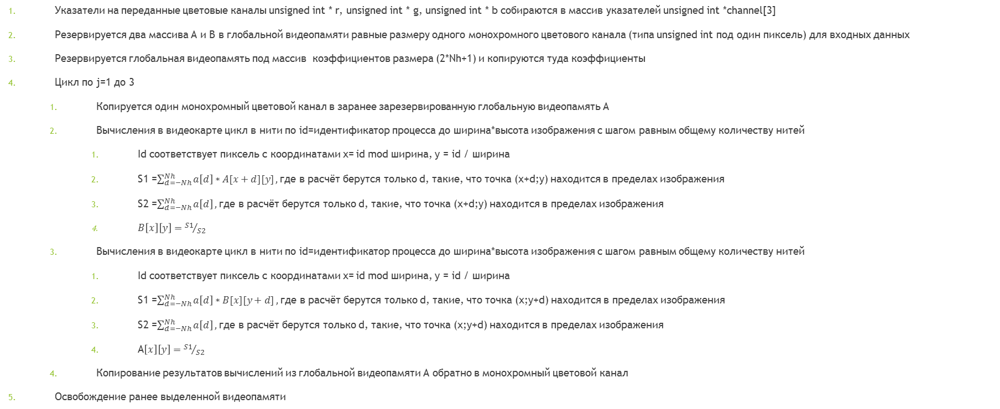 1. Указатели на переданные цветовые каналы unsigned int * r, unsigned int * g, unsigned int * b собираются в массив указателей unsigned int *channel[3]
2. Резервируется два массива A и B в глобальной видеопамяти равные размеру одного монохромного цветового канала (типа unsigned int под один пиксель) для входных данных
3. Резервируется глобальная видеопамять под массив коэффициентов размера (2*Nh+1) и копируются туда коэффициенты
4. Цикл по j=1 до 3
1. Копируется один монохромный цветовой канал в заранее зарезервированную глобальную видеопамять A
2. Вычисления в видеокарте цикл в нити по id=идентификатор процесса до ширина*высота изображения с шагом равным общему количеству нитей
1. Id соответствует пиксель с координатами x= id mod ширина, y = id / ширина
2. S1 =∑_{d=−Nh}^{Nh} a[d] ∗ A[x + d][y], где в расчёт берутся только d, такие, что точка (x+d;y) находится в пределах изображения
3. S2 =∑_{d=−Nh}^{Nh} a[d], где в расчёт берутся только d, такие, что точка (x+d;y) находится в пределах изображения
4. B[x][y] = S1/S2
3. Вычисления в видеокарте цикл в нити по id=идентификатор процесса до ширина*высота изображения с шагом равным общему количеству нитей
1. Id соответствует пиксель с координатами x= id mod ширина, y = id / ширина
2. S1 =∑_{d=−Nh}^{Nh} a[d] ∗ B[x][y + d], где в расчёт берутся только d, такие, что точка (x;y+d) находится в пределах изображения
3. S2 =∑_{d=−Nh}^{Nh} a[d], где в расчёт берутся только d, такие, что точка (x;y+d) находится в пределах изображения
4. A[x][y] = S1/S2
4. Копирование результатов вычислений из глобальной видеопамяти A обратно в монохромный цветовой канал
5. Освобождение ранее выделенной видеопамяти